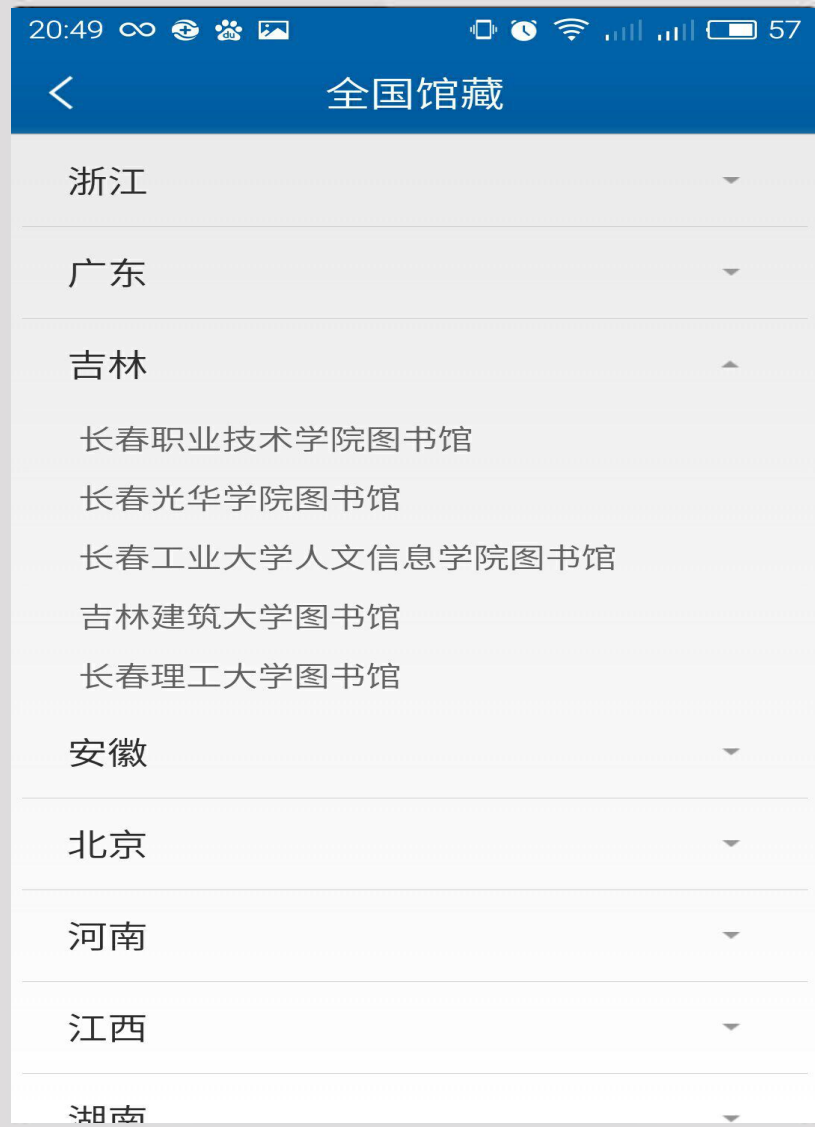 20:49 57
全国馆藏
浙江
广东
吉林
长春职业技术学院图书馆
长春光华学院图书馆
长春工业大学人文信息学院图书馆
吉林建筑大学图书馆
长春理工大学图书馆
安徽
北京
河南
江西
湖南